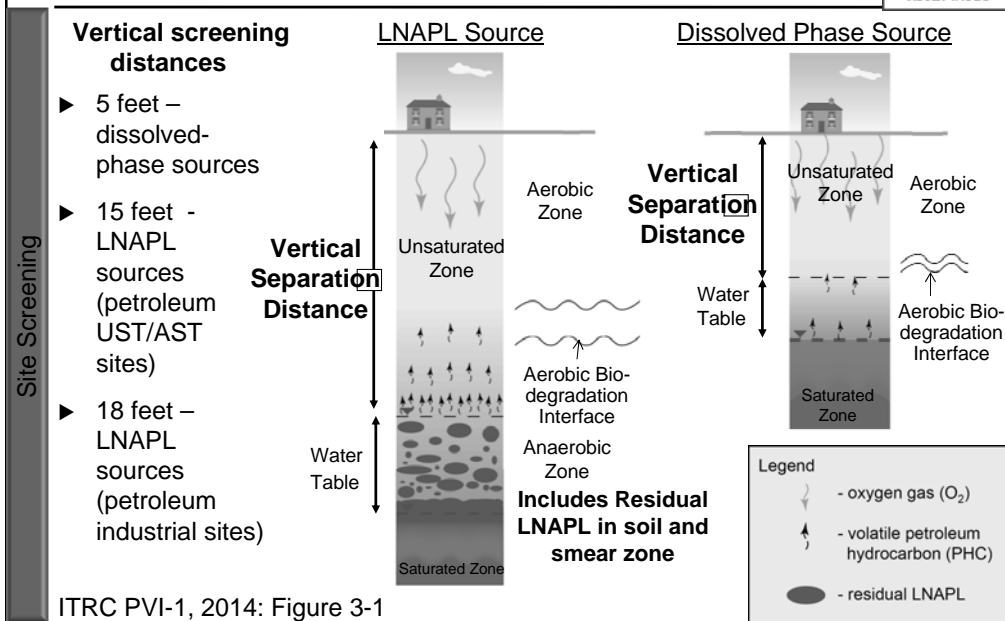 Vertical screening
distances
▶ 5 feet –
dissolved-
phase sources
▶ 15 feet -
LNAPL
sources
(petroleum
UST/AST
sites)
▶ 18 feet –
LNAPL
sources
(petroleum
industrial sites)
Site Screening
LNAPL Source
Vertical
Separation
Distance
Unsaturated
Zone
Aerobic
Zone
Aerobic Bio-
degradation
Interface
Water
Table
Anaerobic
Zone
Includes Residual
LNAPL in soil and
smear zone
Saturated Zone
Dissolved Phase Source
Vertical
Separation
Distance
Unsaturated
Zone
Aerobic
Zone
Water
Table
Aerobic Bio-
degradation
Interface
Saturated
Zone
Legend
- oxygen gas (O₂)
- volatile petroleum
hydrocarbon (PHC)
- residual LNAPL
ITRC PVI-1, 2014: Figure 3-1